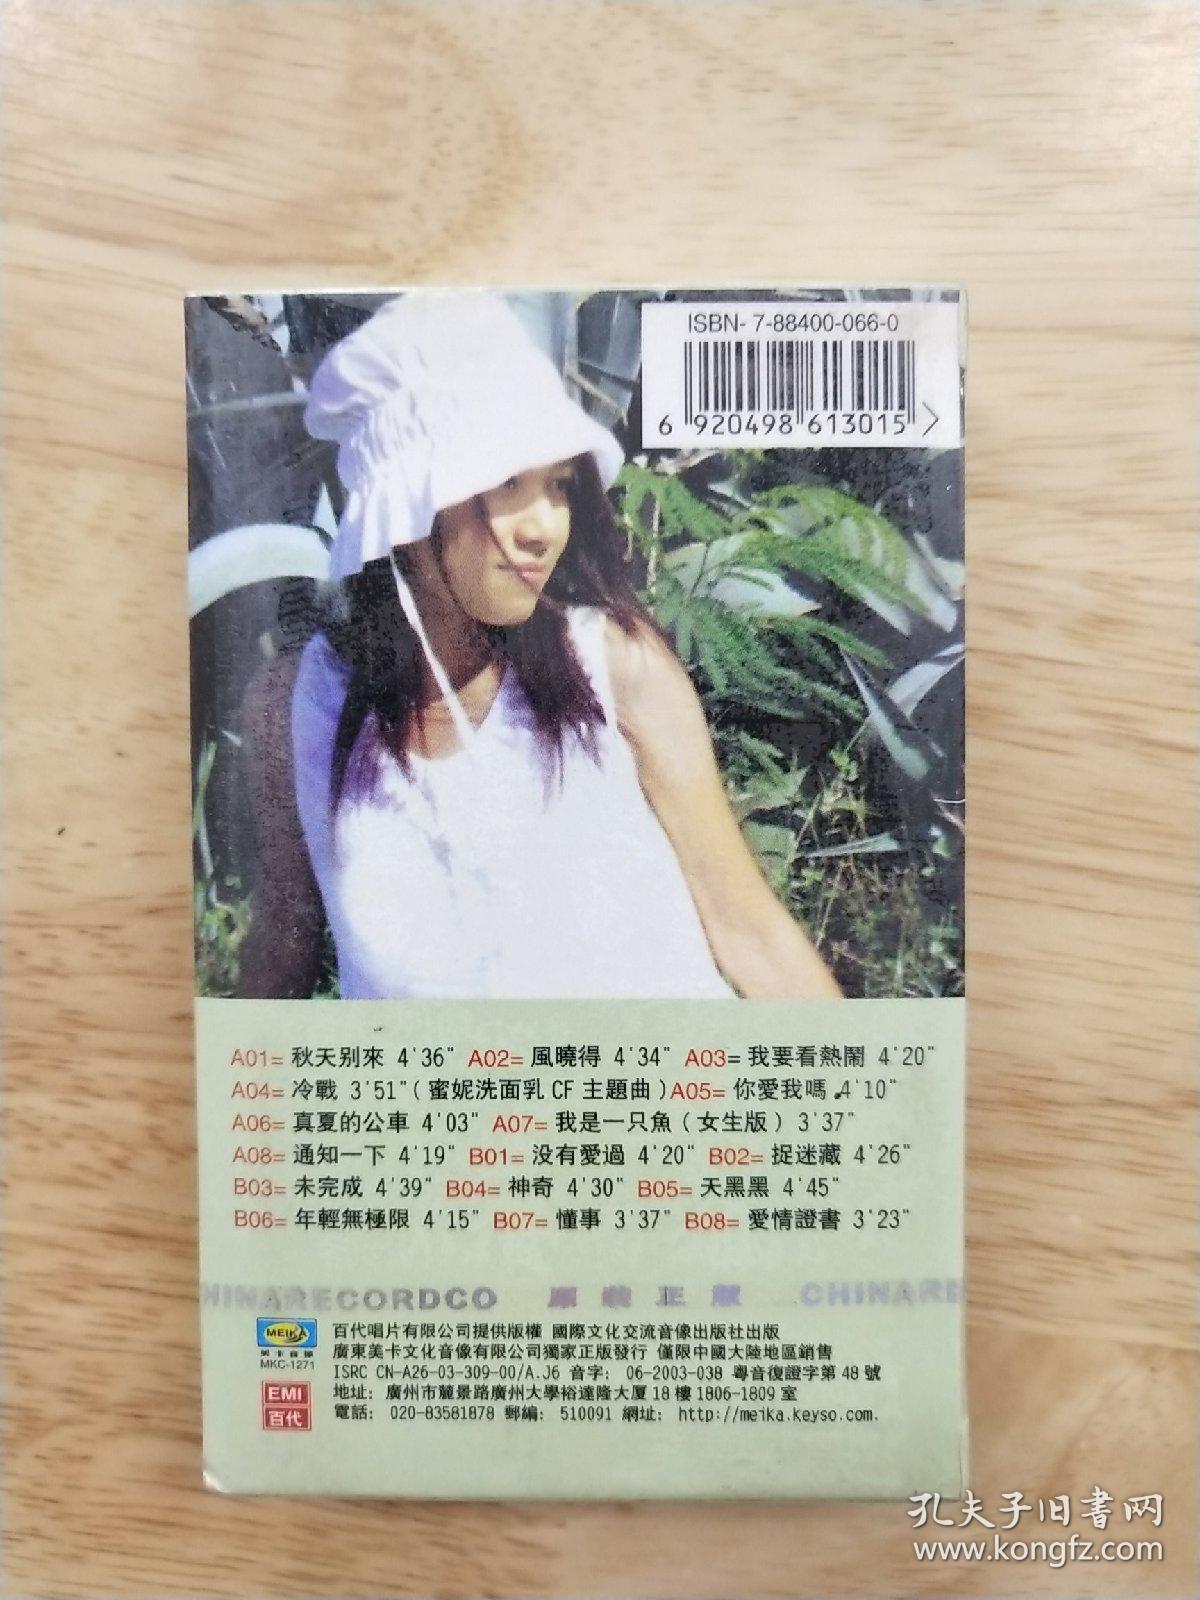 ISBN- 7-88400-066-0
6 920498 613015
A01= 秋天别來 4'36" A02= 風曉得 4'34" A03= 我要看熱鬧 4'20"
A04= 冷戰 3'51" (蜜妮洗面乳 CF 主題曲) A05= 你愛我嗎 4'10"
A06= 真夏的公車 4'03" A07= 我是一只魚 (女生版) 3'37"
A08= 通知一下 4'19" B01= 没有愛過 4'20" B02= 捉迷藏 4'26"
B03= 未完成 4'39" B04= 神奇 4'30" B05= 天黑黑 4'45"
B06= 年輕無極限 4'15" B07= 懂事 3'37" B08= 愛情證書 3'23"
HINARECORDCO 原裝正版 CHINARE
MEIKA
美卡音像
MKC-1271
EMI
百代
百代唱片有限公司提供版權 國際文化交流音像出版社出版
廣東美卡文化音像有限公司獨家正版發行 僅限中國大陸地區銷售
ISRC CN-A26-03-309-00/A.J6 音字: 06-2003-038 粵音復證字第 48 號
地址: 廣州市麓景路廣州大學裕達隆大厦 18 樓 1806-1809 室
電話: 020-83581878 郵編: 510091 網址: http://meika.keyso.com.
孔夫子旧书网
www.kongfz.com